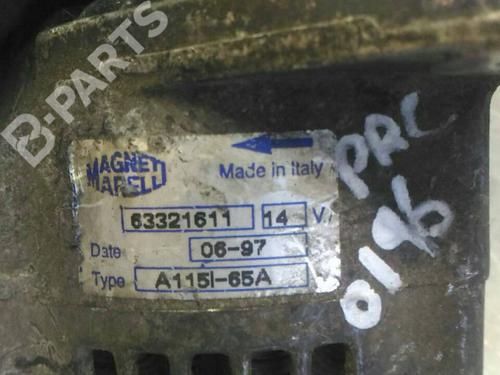 B-PARTS
MAGNETI
MARELLI
Made in Italy
63321611 14 V
Date 06-97
Type A115I-65A
PRC
0196